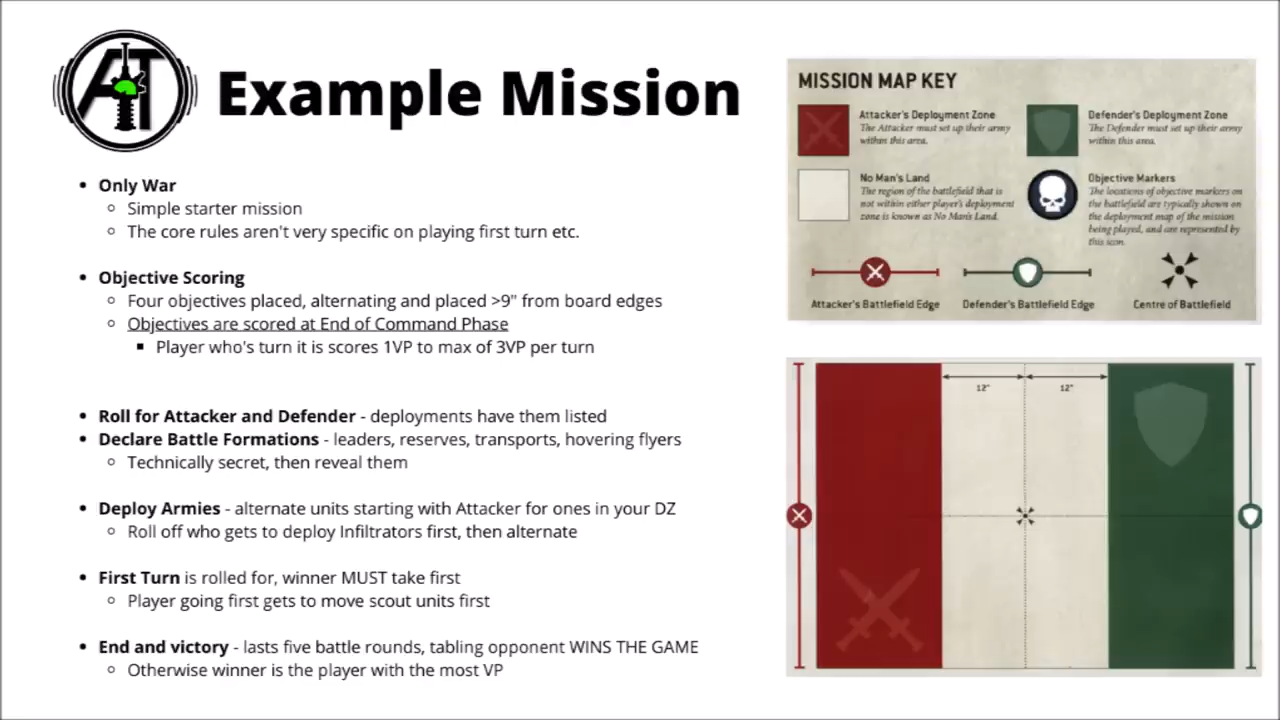 AT
Example Mission
• Only War
○ Simple starter mission
○ The core rules aren't very specific on playing first turn etc.
• Objective Scoring
○ Four objectives placed, alternating and placed >9" from board edges
○ Objectives are scored at End of Command Phase
▪ Player who's turn it is scores 1VP to max of 3VP per turn
• Roll for Attacker and Defender - deployments have them listed
• Declare Battle Formations - leaders, reserves, transports, hovering flyers
○ Technically secret, then reveal them
• Deploy Armies - alternate units starting with Attacker for ones in your DZ
○ Roll off who gets to deploy Infiltrators first, then alternate
• First Turn is rolled for, winner MUST take first
○ Player going first gets to move scout units first
• End and victory - lasts five battle rounds, tabling opponent WINS THE GAME
○ Otherwise winner is the player with the most VP
MISSION MAP KEY
Attacker's Deployment Zone
The Attacker must set up their army
within this area.
Defender's Deployment Zone
The Defender must set up their army
within this area.
No Man's Land
The region of the battlefield that is
not within either player's deployment
zone is known as No Man's Land.
Objective Markers
The locations of objective markers on
the battlefield are typically shown on
the deployment map of the mission
being played, and are represented by
this icon.
Attacker's Battlefield Edge
Defender's Battlefield Edge
Centre of Battlefield
12"
12"